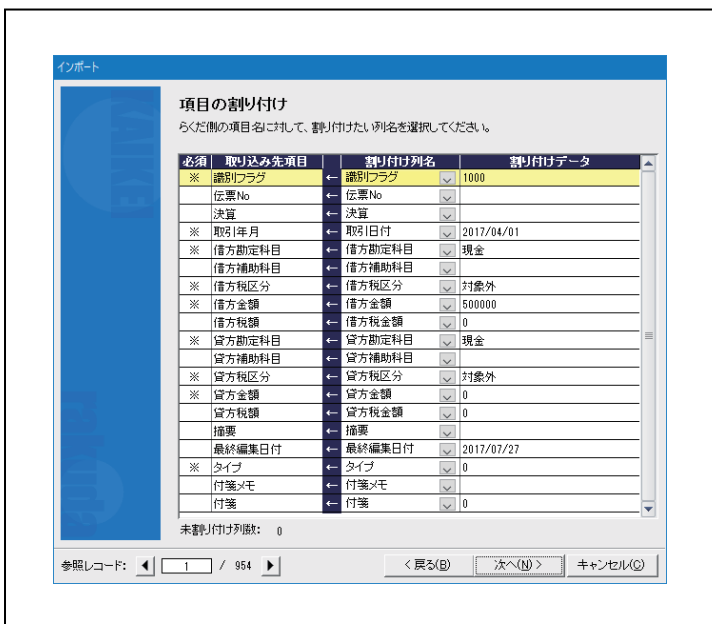 インポート
KAIKEI
項目の割り付け
らくだ側の項目名に対して、割り付けたい列名を選択してください。
必須 取り込み先項目 割り付け列名 割り付けデータ
※ 識別フラグ ← 識別フラグ 1000
伝票No ← 伝票No
決算 ← 決算
※ 取引年月 ← 取引日付 2017/04/01
※ 借方勘定科目 ← 借方勘定科目 現金
借方補助科目 ← 借方補助科目
※ 借方税区分 ← 借方税区分 対象外
※ 借方金額 ← 借方金額 500000
借方税額 ← 借方税金額 0
※ 貸方勘定科目 ← 貸方勘定科目 現金
貸方補助科目 ← 貸方補助科目
※ 貸方税区分 ← 貸方税区分 対象外
※ 貸方金額 ← 貸方金額 0
貸方税額 ← 貸方税金額 0
摘要 ← 摘要
最終編集日付 ← 最終編集日付 2017/07/27
※ タイプ ← タイプ 0
付箋メモ ← 付箋メモ
付箋 ← 付箋 0
未割り付け列数: 0
参照レコード: 1 / 954 < 戻る(B) 次へ(N) > キャンセル(C)